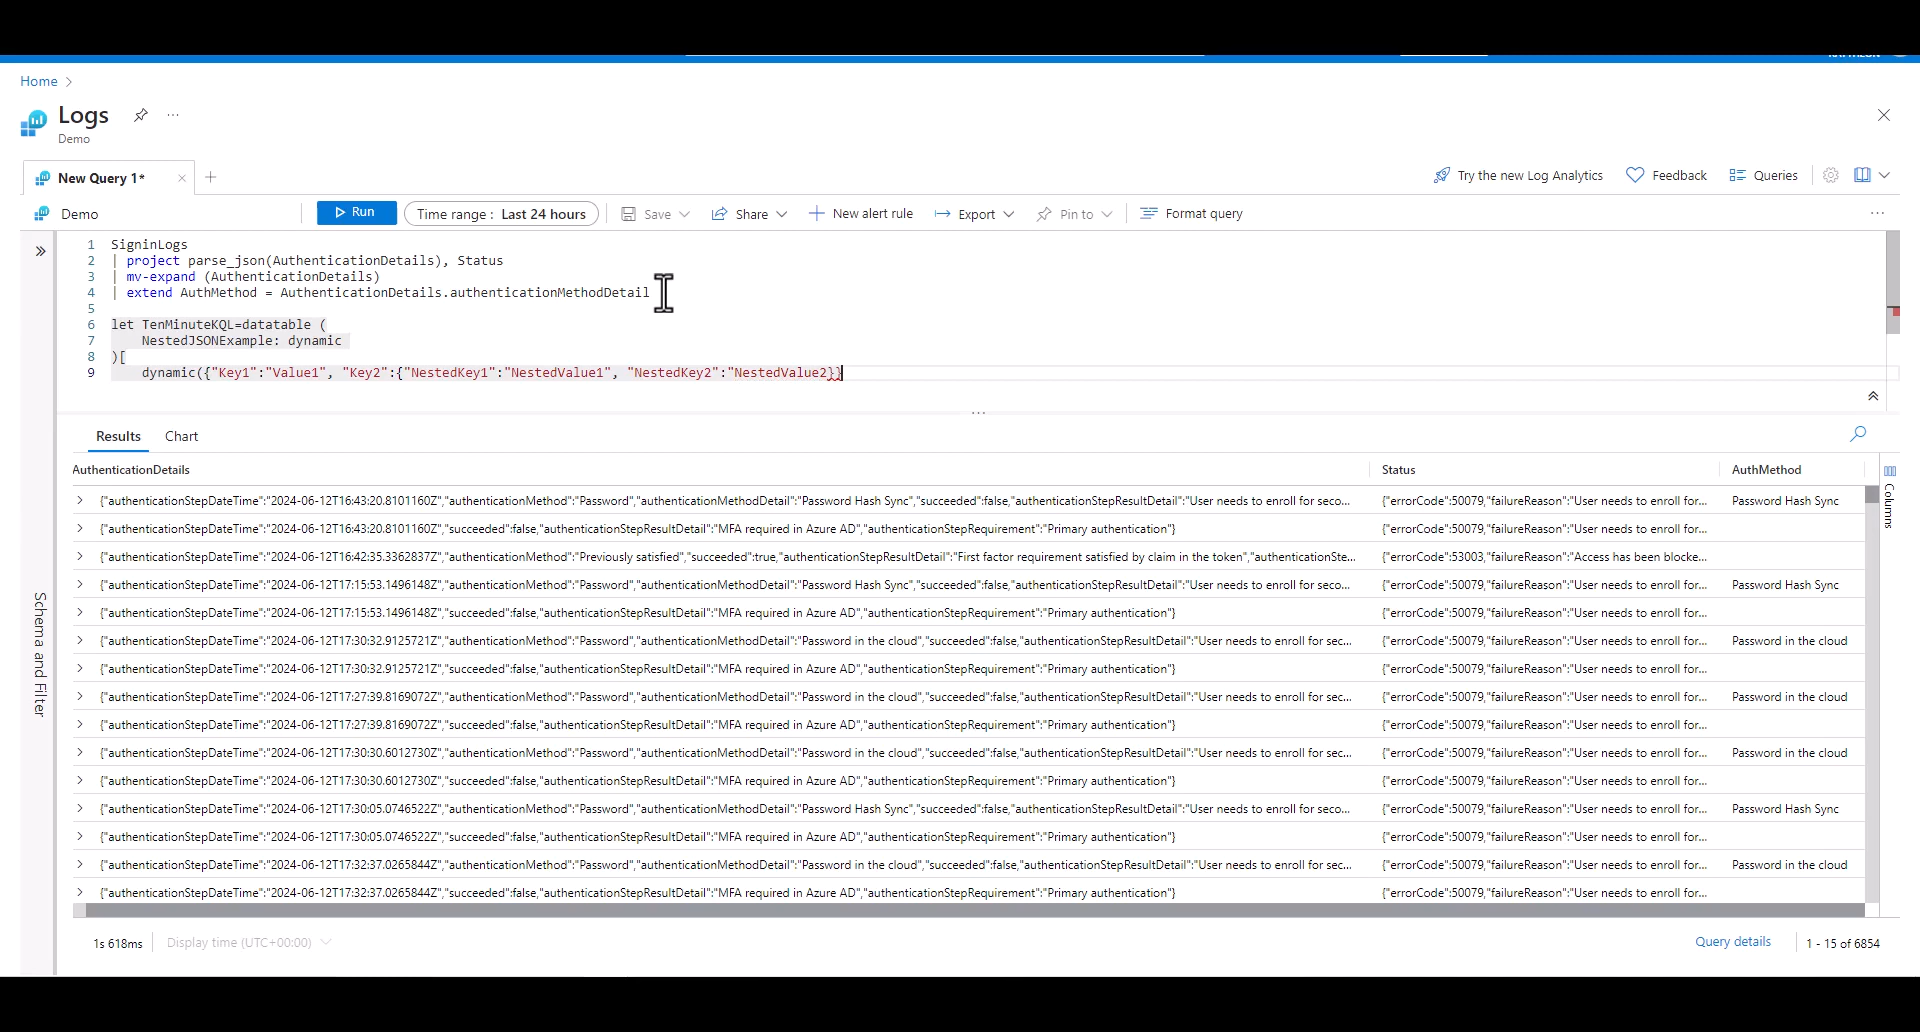 Home
Logs
Demo
New Query 1*
Try the new Log Analytics
Feedback
Queries
Demo
Run
Time range : Last 24 hours
Save
Share
New alert rule
Export
Pin to
Format query
1 SigninLogs
2 | project parse_json(AuthenticationDetails), Status
3 | mv-expand (AuthenticationDetails)
4 | extend AuthMethod = AuthenticationDetails.authenticationMethodDetail
5
6 let TenMinuteKQL=datatable (
7 NestedJSONExample: dynamic
8 )[
9 dynamic({"Key1":"Value1", "Key2":{"NestedKey1":"NestedValue1", "NestedKey2":"NestedValue2}}
Schema and Filter
Results
Chart
AuthenticationDetails Status AuthMethod
{"authenticationStepDateTime":"2024-06-12T16:43:20.8101160Z","authenticationMethod":"Password","authenticationMethodDetail":"Password Hash Sync","succeeded":false,"authenticationStepResultDetail":"User needs to enroll for seco... {"errorCode":50079,"failureReason":"User needs to enroll for... Password Hash Sync
{"authenticationStepDateTime":"2024-06-12T16:43:20.8101160Z","succeeded":false,"authenticationStepResultDetail":"MFA required in Azure AD","authenticationStepRequirement":"Primary authentication"} {"errorCode":50079,"failureReason":"User needs to enroll for...
{"authenticationStepDateTime":"2024-06-12T16:42:35.3362837Z","authenticationMethod":"Previously satisfied","succeeded":true,"authenticationStepResultDetail":"First factor requirement satisfied by claim in the token","authenticationSte... {"errorCode":53003,"failureReason":"Access has been blocke...
{"authenticationStepDateTime":"2024-06-12T17:15:53.1496148Z","authenticationMethod":"Password","authenticationMethodDetail":"Password Hash Sync","succeeded":false,"authenticationStepResultDetail":"User needs to enroll for seco... {"errorCode":50079,"failureReason":"User needs to enroll for... Password Hash Sync
{"authenticationStepDateTime":"2024-06-12T17:15:53.1496148Z","succeeded":false,"authenticationStepResultDetail":"MFA required in Azure AD","authenticationStepRequirement":"Primary authentication"} {"errorCode":50079,"failureReason":"User needs to enroll for...
{"authenticationStepDateTime":"2024-06-12T17:30:32.9125721Z","authenticationMethod":"Password","authenticationMethodDetail":"Password in the cloud","succeeded":false,"authenticationStepResultDetail":"User needs to enroll for sec... {"errorCode":50079,"failureReason":"User needs to enroll for... Password in the cloud
{"authenticationStepDateTime":"2024-06-12T17:30:32.9125721Z","succeeded":false,"authenticationStepResultDetail":"MFA required in Azure AD","authenticationStepRequirement":"Primary authentication"} {"errorCode":50079,"failureReason":"User needs to enroll for...
{"authenticationStepDateTime":"2024-06-12T17:27:39.8169072Z","authenticationMethod":"Password","authenticationMethodDetail":"Password in the cloud","succeeded":false,"authenticationStepResultDetail":"User needs to enroll for sec... {"errorCode":50079,"failureReason":"User needs to enroll for... Password in the cloud
{"authenticationStepDateTime":"2024-06-12T17:27:39.8169072Z","succeeded":false,"authenticationStepResultDetail":"MFA required in Azure AD","authenticationStepRequirement":"Primary authentication"} {"errorCode":50079,"failureReason":"User needs to enroll for...
{"authenticationStepDateTime":"2024-06-12T17:30:30.6012730Z","authenticationMethod":"Password","authenticationMethodDetail":"Password in the cloud","succeeded":false,"authenticationStepResultDetail":"User needs to enroll for sec... {"errorCode":50079,"failureReason":"User needs to enroll for... Password in the cloud
{"authenticationStepDateTime":"2024-06-12T17:30:30.6012730Z","succeeded":false,"authenticationStepResultDetail":"MFA required in Azure AD","authenticationStepRequirement":"Primary authentication"} {"errorCode":50079,"failureReason":"User needs to enroll for...
{"authenticationStepDateTime":"2024-06-12T17:30:05.0746522Z","authenticationMethod":"Password","authenticationMethodDetail":"Password Hash Sync","succeeded":false,"authenticationStepResultDetail":"User needs to enroll for seco... {"errorCode":50079,"failureReason":"User needs to enroll for... Password Hash Sync
{"authenticationStepDateTime":"2024-06-12T17:30:05.0746522Z","succeeded":false,"authenticationStepResultDetail":"MFA required in Azure AD","authenticationStepRequirement":"Primary authentication"} {"errorCode":50079,"failureReason":"User needs to enroll for...
{"authenticationStepDateTime":"2024-06-12T17:32:37.0265844Z","authenticationMethod":"Password","authenticationMethodDetail":"Password in the cloud","succeeded":false,"authenticationStepResultDetail":"User needs to enroll for sec... {"errorCode":50079,"failureReason":"User needs to enroll for... Password in the cloud
{"authenticationStepDateTime":"2024-06-12T17:32:37.0265844Z","succeeded":false,"authenticationStepResultDetail":"MFA required in Azure AD","authenticationStepRequirement":"Primary authentication"} {"errorCode":50079,"failureReason":"User needs to enroll for...
Columns
1s 618ms
Display time (UTC+00:00)
Query details
1 - 15 of 6854